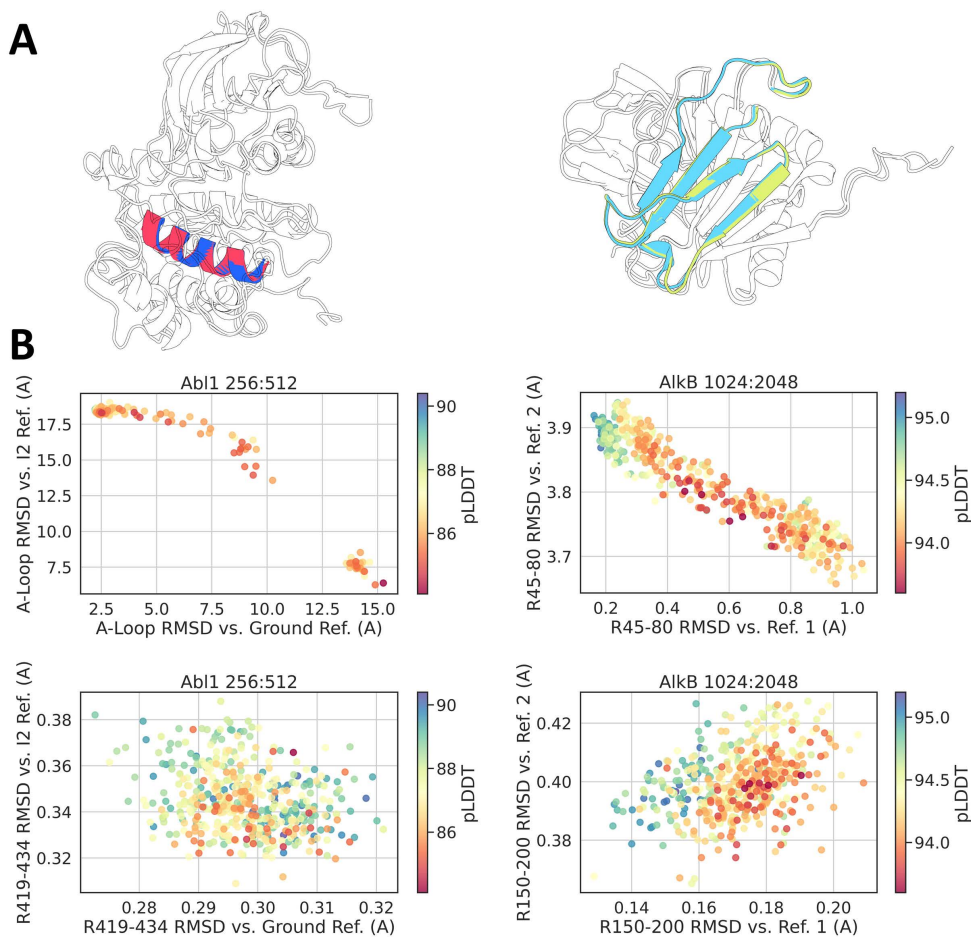 A
B
Abl1 256:512
A-Loop RMSD vs. I2 Ref. (A)
17.5
15.0
12.5
10.0
7.5
2.5 5.0 7.5 10.0 12.5 15.0
A-Loop RMSD vs. Ground Ref. (A)
90
88
86
pLDDT
AlkB 1024:2048
R45-80 RMSD vs. Ref. 2 (A)
3.9
3.8
3.7
0.2 0.4 0.6 0.8 1.0
R45-80 RMSD vs. Ref. 1 (A)
95.0
94.5
94.0
pLDDT
Abl1 256:512
R419-434 RMSD vs. I2 Ref. (A)
0.38
0.36
0.34
0.32
0.28 0.29 0.30 0.31 0.32
R419-434 RMSD vs. Ground Ref. (A)
90
88
86
pLDDT
AlkB 1024:2048
R150-200 RMSD vs. Ref. 2 (A)
0.42
0.40
0.38
0.14 0.16 0.18 0.20
R150-200 RMSD vs. Ref. 1 (A)
95.0
94.5
94.0
pLDDT